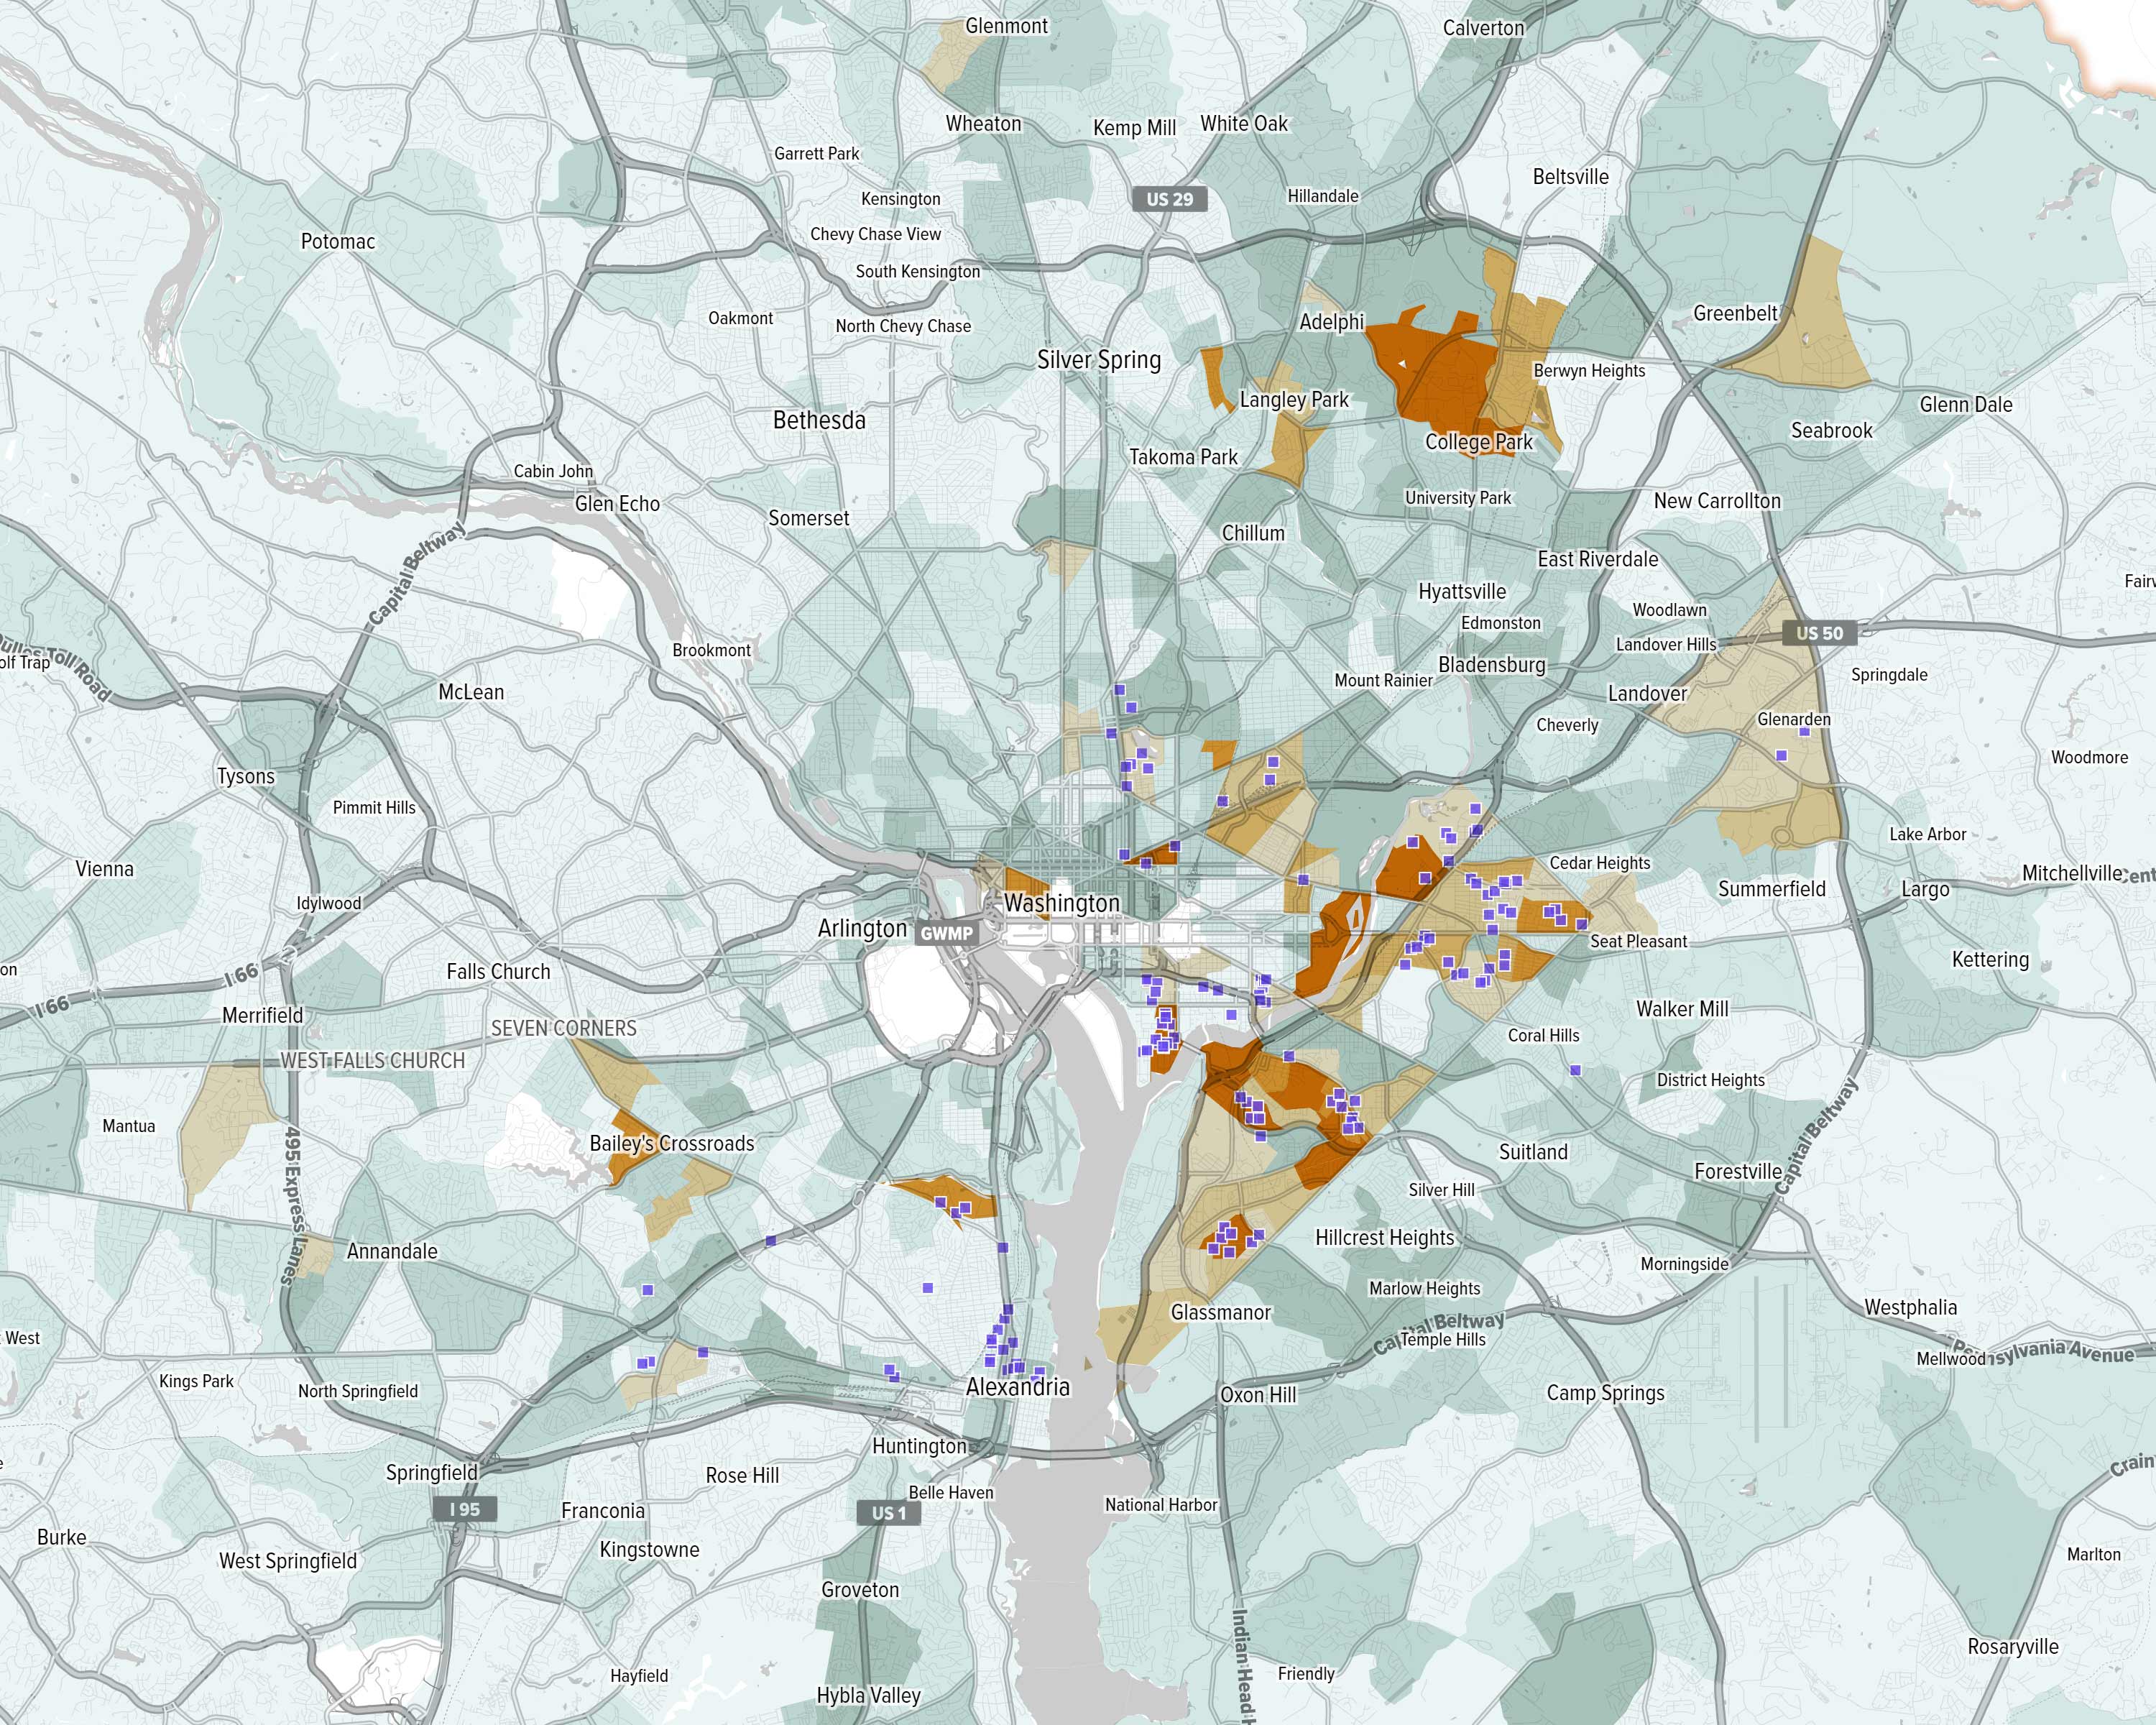 Glenmont
Calverton
Wheaton
Kemp Mill
White Oak
Garrett Park
Beltsville
Kensington
US 29
Hillandale
Chevy Chase View
Potomac
South Kensington
Greenbelt
Oakmont
North Chevy Chase
Adelphi
Silver Spring
Berwyn Heights
Langley Park
Glenn Dale
Bethesda
Seabrook
College Park
Takoma Park
Cabin John
University Park
New Carrollton
Glen Echo
Somerset
Chillum
Capital Beltway
East Riverdale
Hyattsville
Woodlawn
Edmonston
US 50
Landover Hills
Brookmont
olf Trap
Dulles Toll Road
Bladensburg
Mount Rainier
Springdale
McLean
Landover
Glenarden
Cheverly
Woodmore
Tysons
Pimmit Hills
Lake Arbor
Vienna
Cedar Heights
Mitchellville
Summerfield
Largo
Idylwood
Washington
Arlington
GWMP
Seat Pleasant
Falls Church
Kettering
I 66
I 66
Merrifield
Walker Mill
SEVEN CORNERS
Coral Hills
WEST FALLS CHURCH
District Heights
Mantua
Bailey's Crossroads
Suitland
Capital Beltway
Forestville
495 Express Lanes
Silver Hill
Annandale
Hillcrest Heights
Morningside
Marlow Heights
Westphalia
Glassmanor
West
Capital Beltway
Temple Hills
Pennsylvania Avenue
Mellwood
Kings Park
North Springfield
Alexandria
Oxon Hill
Camp Springs
Huntington
Springfield
Rose Hill
Belle Haven
National Harbor
I 95
Franconia
US 1
Burke
Kingstowne
West Springfield
Marlton
Groveton
Indian Head H
Rosaryville
Hayfield
Friendly
Hybla Valley